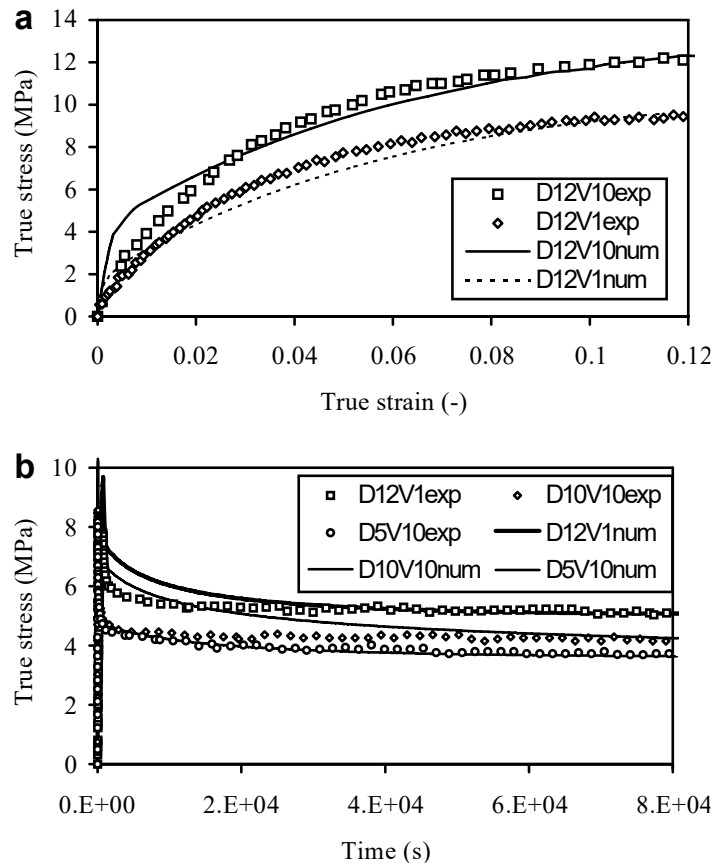 a
True stress (MPa)
14
12
10
8
6
4
2
0
D12V10exp
D12V1exp
D12V10num
D12V1num
0 0.02 0.04 0.06 0.08 0.1 0.12
True strain (-)
b
True stress (MPa)
10
8
6
4
2
0
D12V1exp D10V10exp
D5V10exp D12V1num
D10V10num D5V10num
0.E+00 2.E+04 4.E+04 6.E+04 8.E+04
Time (s)